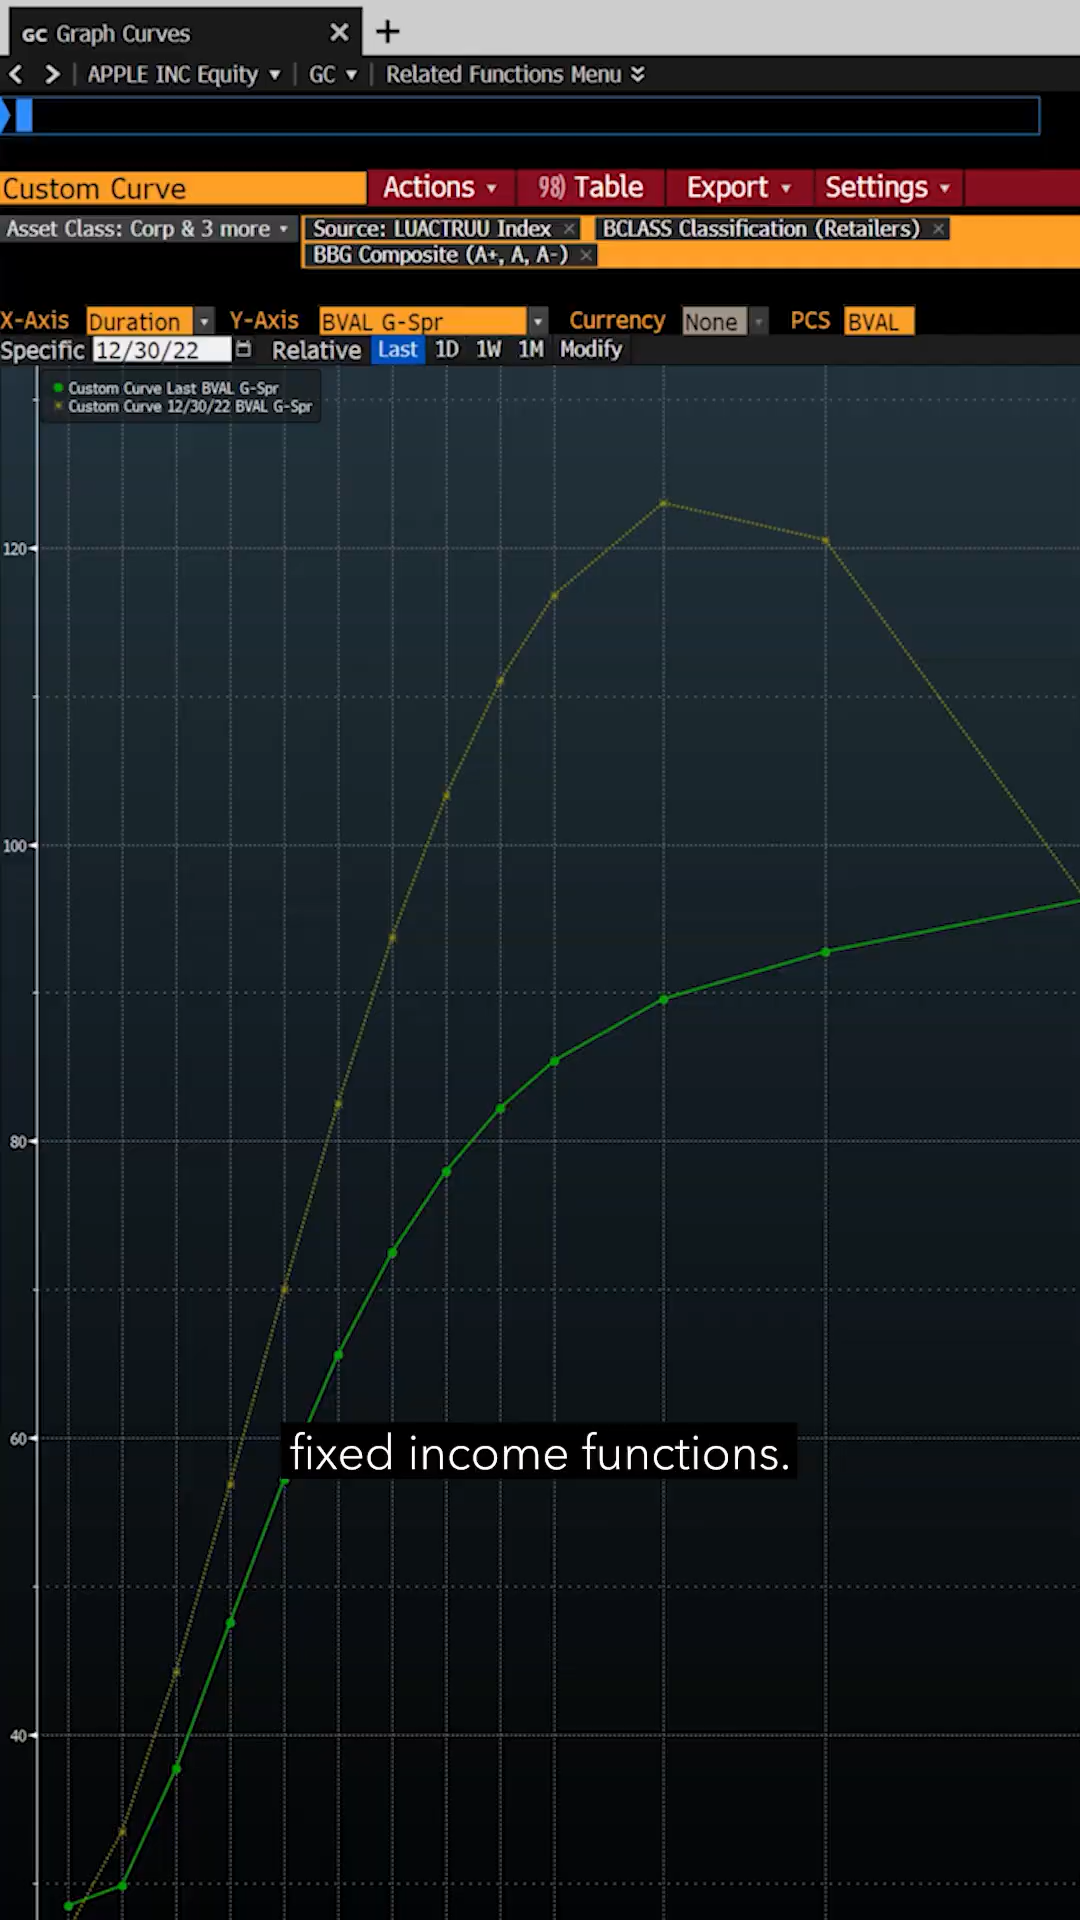 GC Graph Curves × +
< > APPLE INC Equity ▾ GC ▾ Related Functions Menu
Custom Curve Actions ▾ 98) Table Export ▾ Settings ▾
Asset Class: Corp & 3 more ▾ Source: LUACTRUU Index × BCLASS Classification (Retailers) ×
BBG Composite (A+, A, A-) ×
X-Axis Duration ▾ Y-Axis BVAL G-Spr ▾ Currency None ▾ PCS BVAL
Specific 12/30/22 Relative Last 1D 1W 1M Modify
Custom Curve Last BVAL G-Spr
Custom Curve 12/30/22 BVAL G-Spr
120
100
80
60
fixed income functions.
40